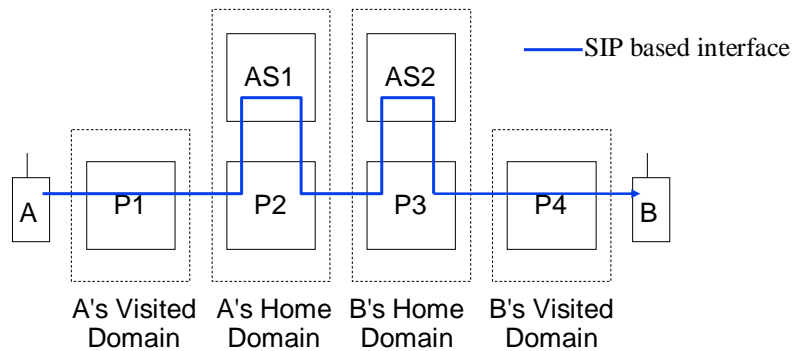 AS1
AS2
SIP based interface
A
P1
P2
P3
P4
B
A's Visited
Domain
A's Home
Domain
B's Home
Domain
B's Visited
Domain